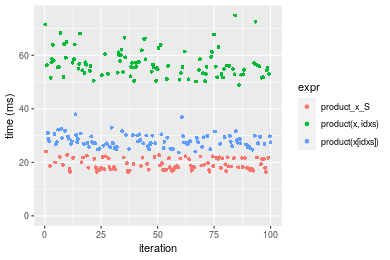 time (ms)
60
40
20
0
0
25
50
75
100
iteration
expr
product_x_S
product(x, idxs)
product(x[idxs])